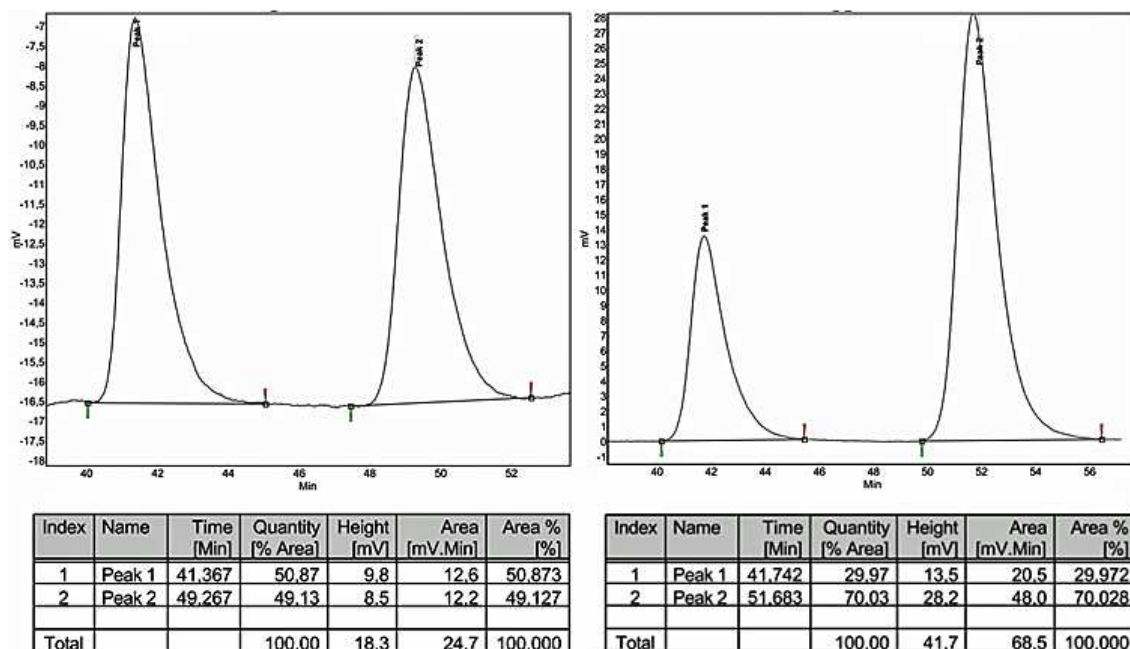 -7
-7,5
-8
-8,5
-9
-9,5
-10
-10,5
-11
-11,5
-12
-12,5
-13
-13,5
-14
-14,5
-15
-15,5
-16
-16,5
-17
-17,5
-18
mV
Peak 1
Peak 2
40 42 44 46 48 50 52
Min
28
27
26
25
24
23
22
21
20
19
18
17
16
15
14
13
12
11
10
9
8
7
6
5
4
3
2
1
0
-1
mV
Peak 1
Peak 2
40 42 44 46 48 50 52 54 56
Min
Index Name Time [Min] Quantity [% Area] Height [mV] Area [mV.Min] Area % [%]
1 Peak 1 41,367 50,87 9,8 12,6 50,873
2 Peak 2 49,267 49,13 8,5 12,2 49,127
Total 100,00 18,3 24,7 100,000
Index Name Time [Min] Quantity [% Area] Height [mV] Area [mV.Min] Area % [%]
1 Peak 1 41,742 29,97 13,5 20,5 29,972
2 Peak 2 51,683 70,03 28,2 48,0 70,028
Total 100,00 41,7 68,5 100,000